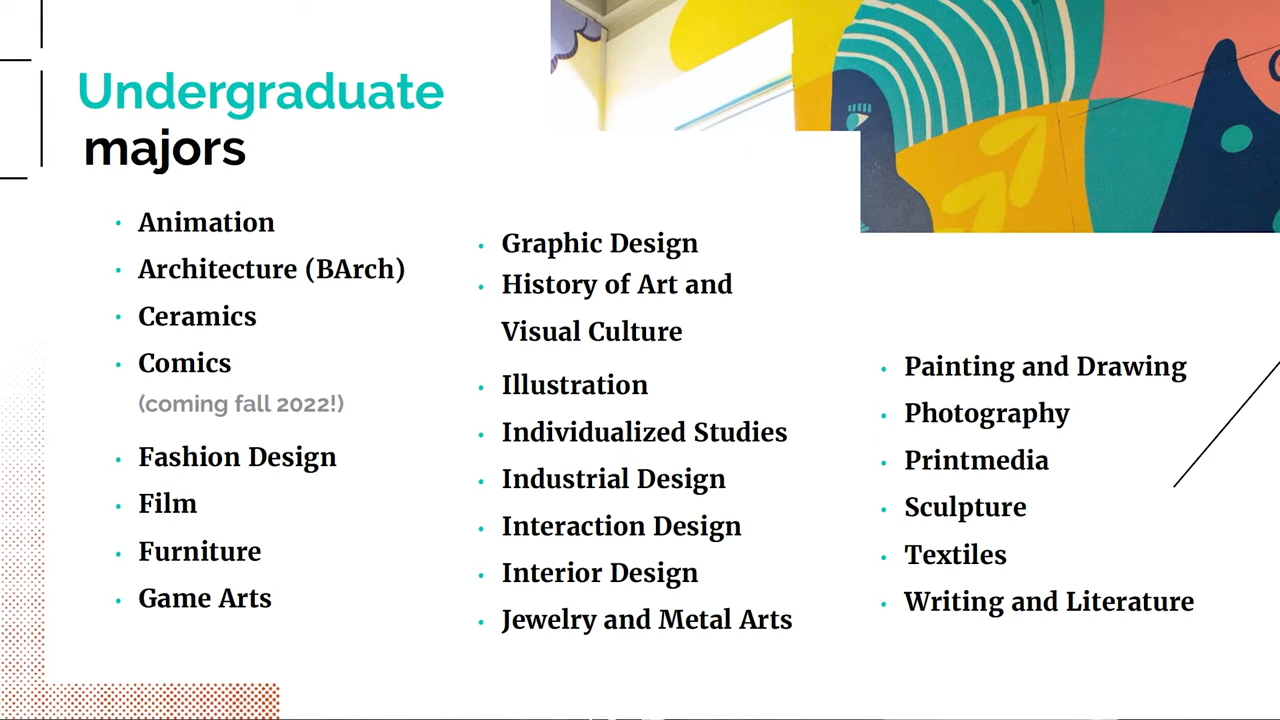 Undergraduate
majors
Animation
Architecture (BArch)
Ceramics
Comics
(coming fall 2022!)
Fashion Design
Film
Furniture
Game Arts
Graphic Design
History of Art and
Visual Culture
Illustration
Individualized Studies
Industrial Design
Interaction Design
Interior Design
Jewelry and Metal Arts
Painting and Drawing
Photography
Printmedia
Sculpture
Textiles
Writing and Literature